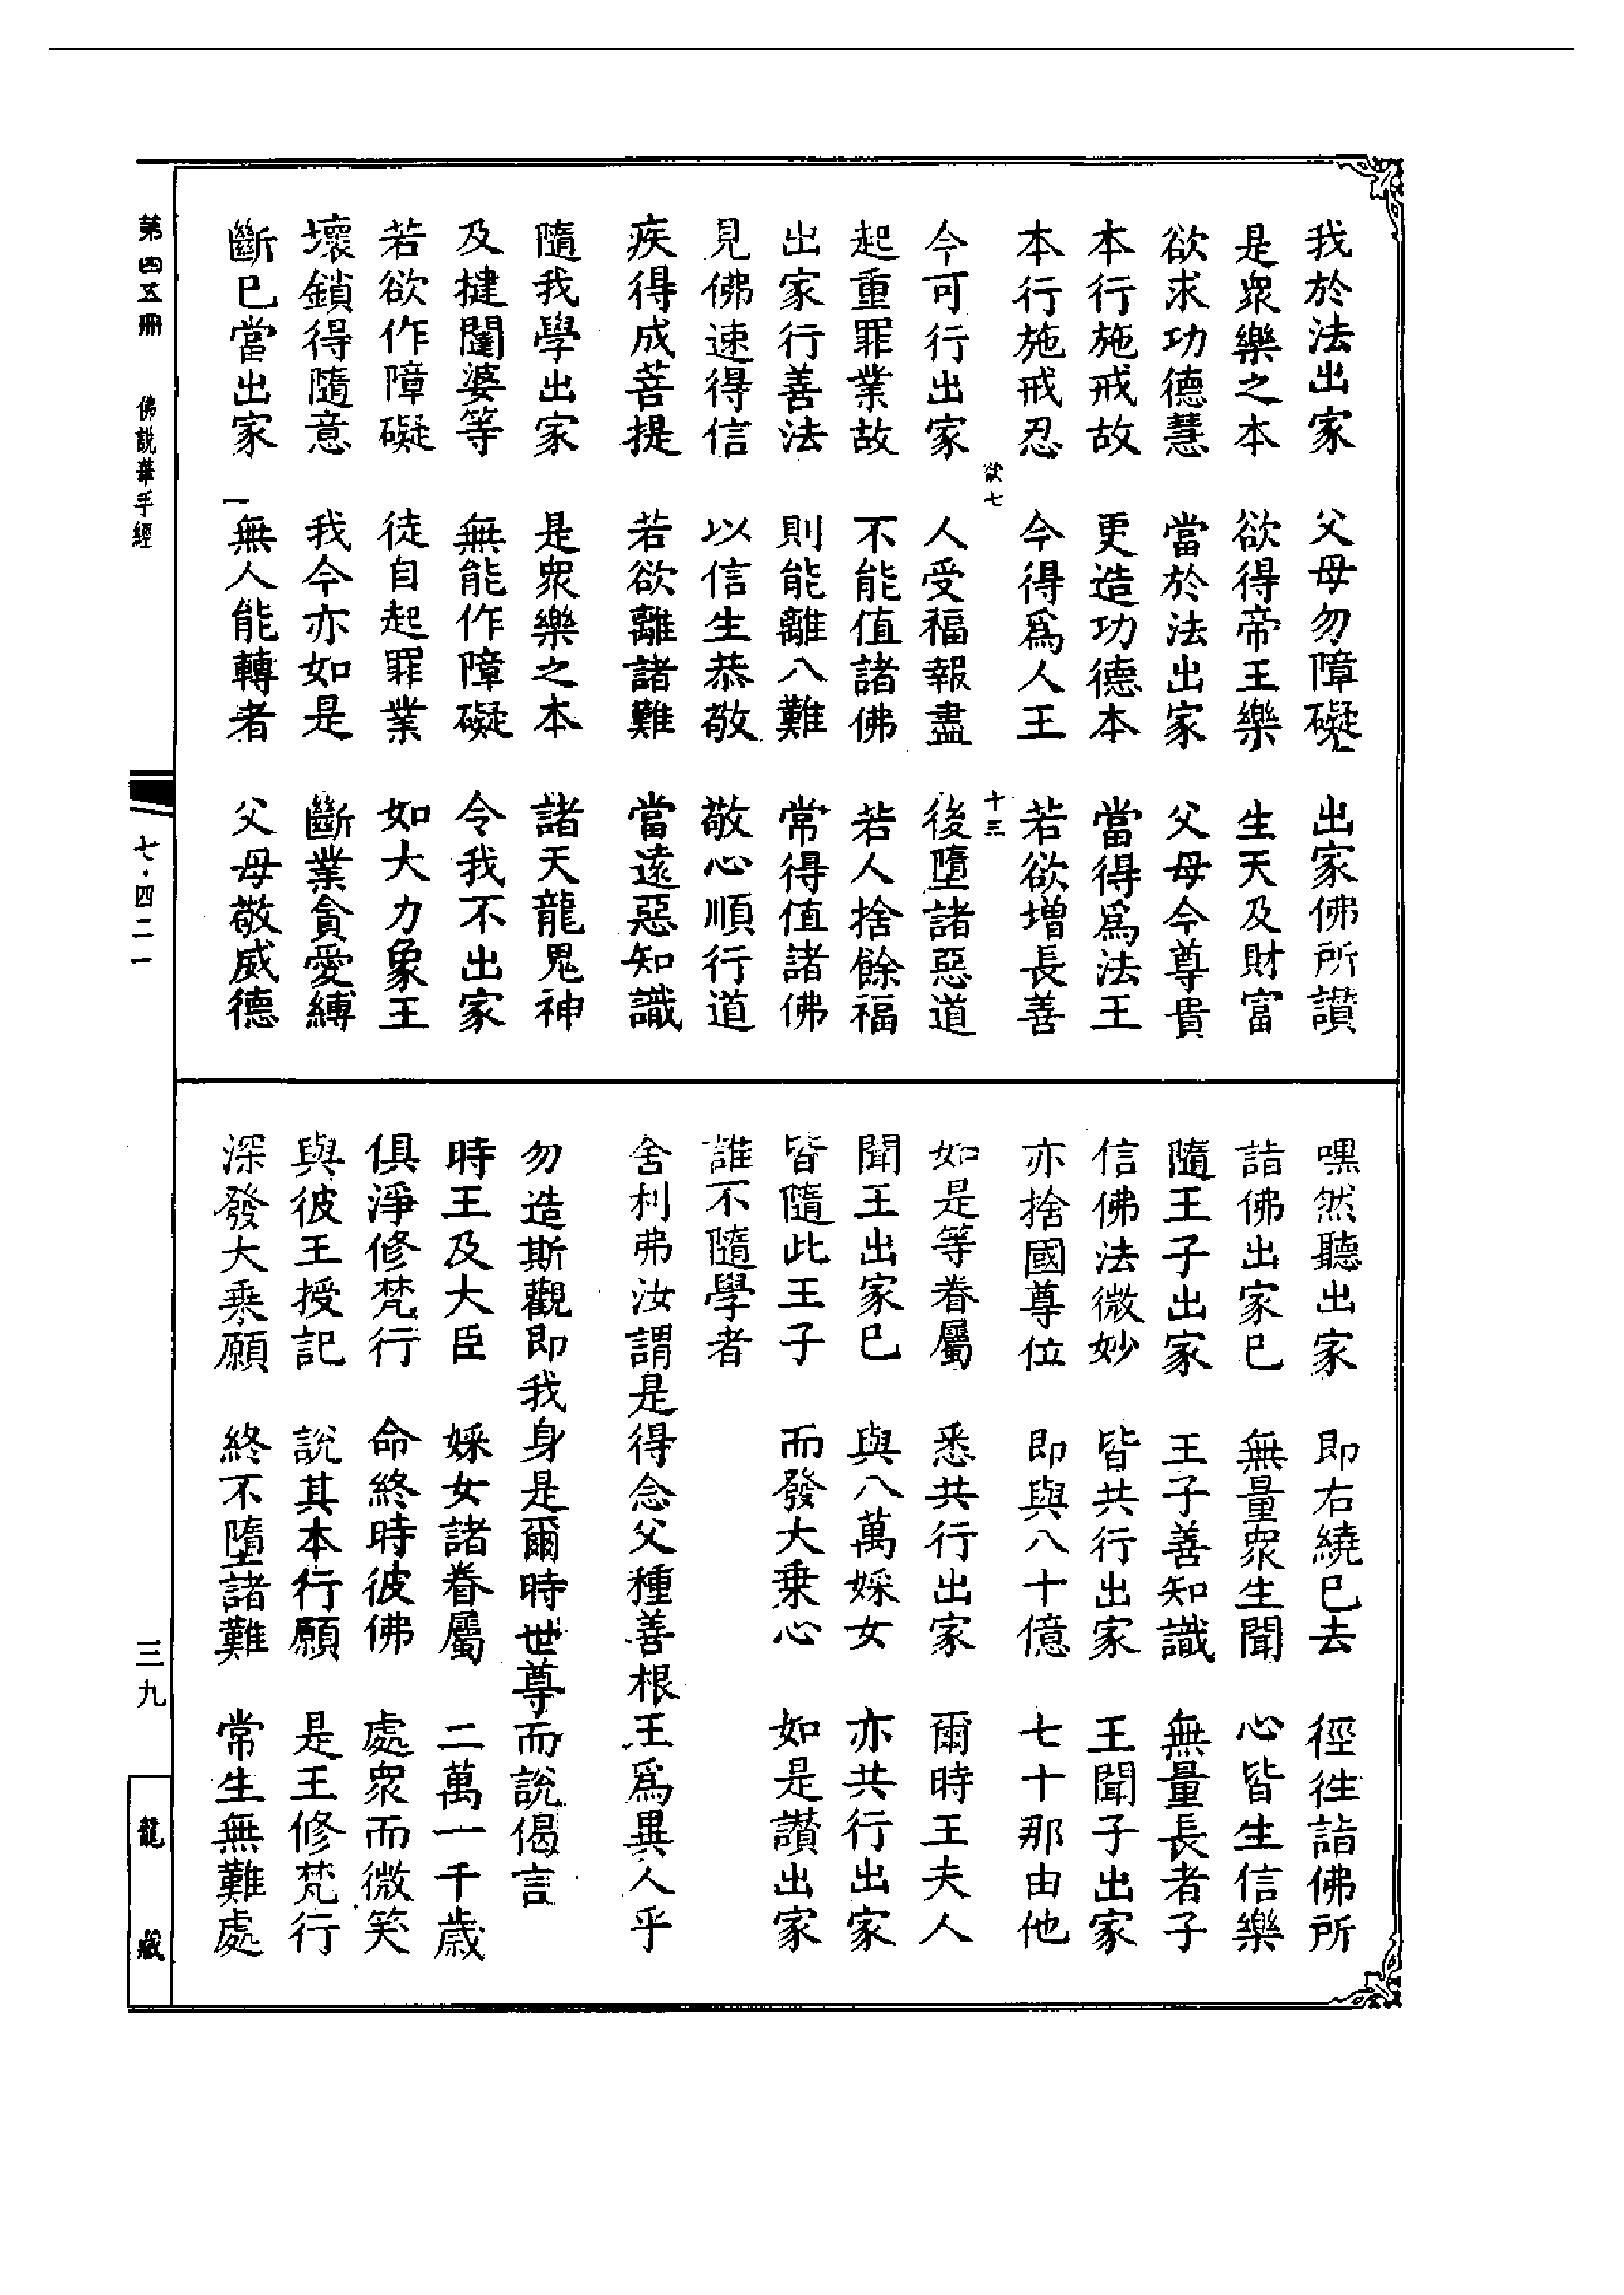 我於法出家　父母勿障礙　出家佛所讚
是衆樂之本　欲得帝王樂　生天及財富
欲求功德慧　當於法出家　父母今尊貴
本行施戒故　更造功德本　當得爲法王
本行施戒忍　今得爲人王　若欲增長善
欲七　十三
今可行出家　人受福報盡　後墮諸惡道
起重罪業故　不能值諸佛　若人捨餘福
出家行善法　則能離八難　常得值諸佛
見佛速得信　以信生恭敬　敬心順行道
疾得成菩提　若欲離諸難　當遠惡知識
隨我學出家　是衆樂之本　諸天龍鬼神
及揵闥婆等　無能作障礙　令我不出家
若欲作障礙　徒自起罪業　如大力象王
壞鎖得隨意　我今亦如是　斷業貪愛縛
斷已當出家　無人能轉者　父母敬威德
嘿然聽出家　即右繞已去　徑往詣佛所
詣佛出家已　無量衆生聞　心皆生信樂
隨王子出家　王子善知識　無量長者子
信佛法微妙　皆共行出家　王聞子出家
亦捨國尊位　即與八十億　七十那由他
如是等眷屬　悉共行出家　爾時王夫人
聞王出家已　與八萬婇女　亦共行出家
皆隨此王子　而發大乗心　如是讚出家
誰不隨學者
舍利弗汝謂是得念父種善根王爲異人乎
勿造斯觀即我身是爾時世尊而說偈言
時王及大臣　婇女諸眷屬　二萬一千歲
俱淨修梵行　命終時彼佛　處衆而微笑
與彼王授記　說其本行願　是王修梵行
深發大乗願　終不墮諸難　常生無難處
第四五冊　佛說華手經　七·四二一　三九　龍藏